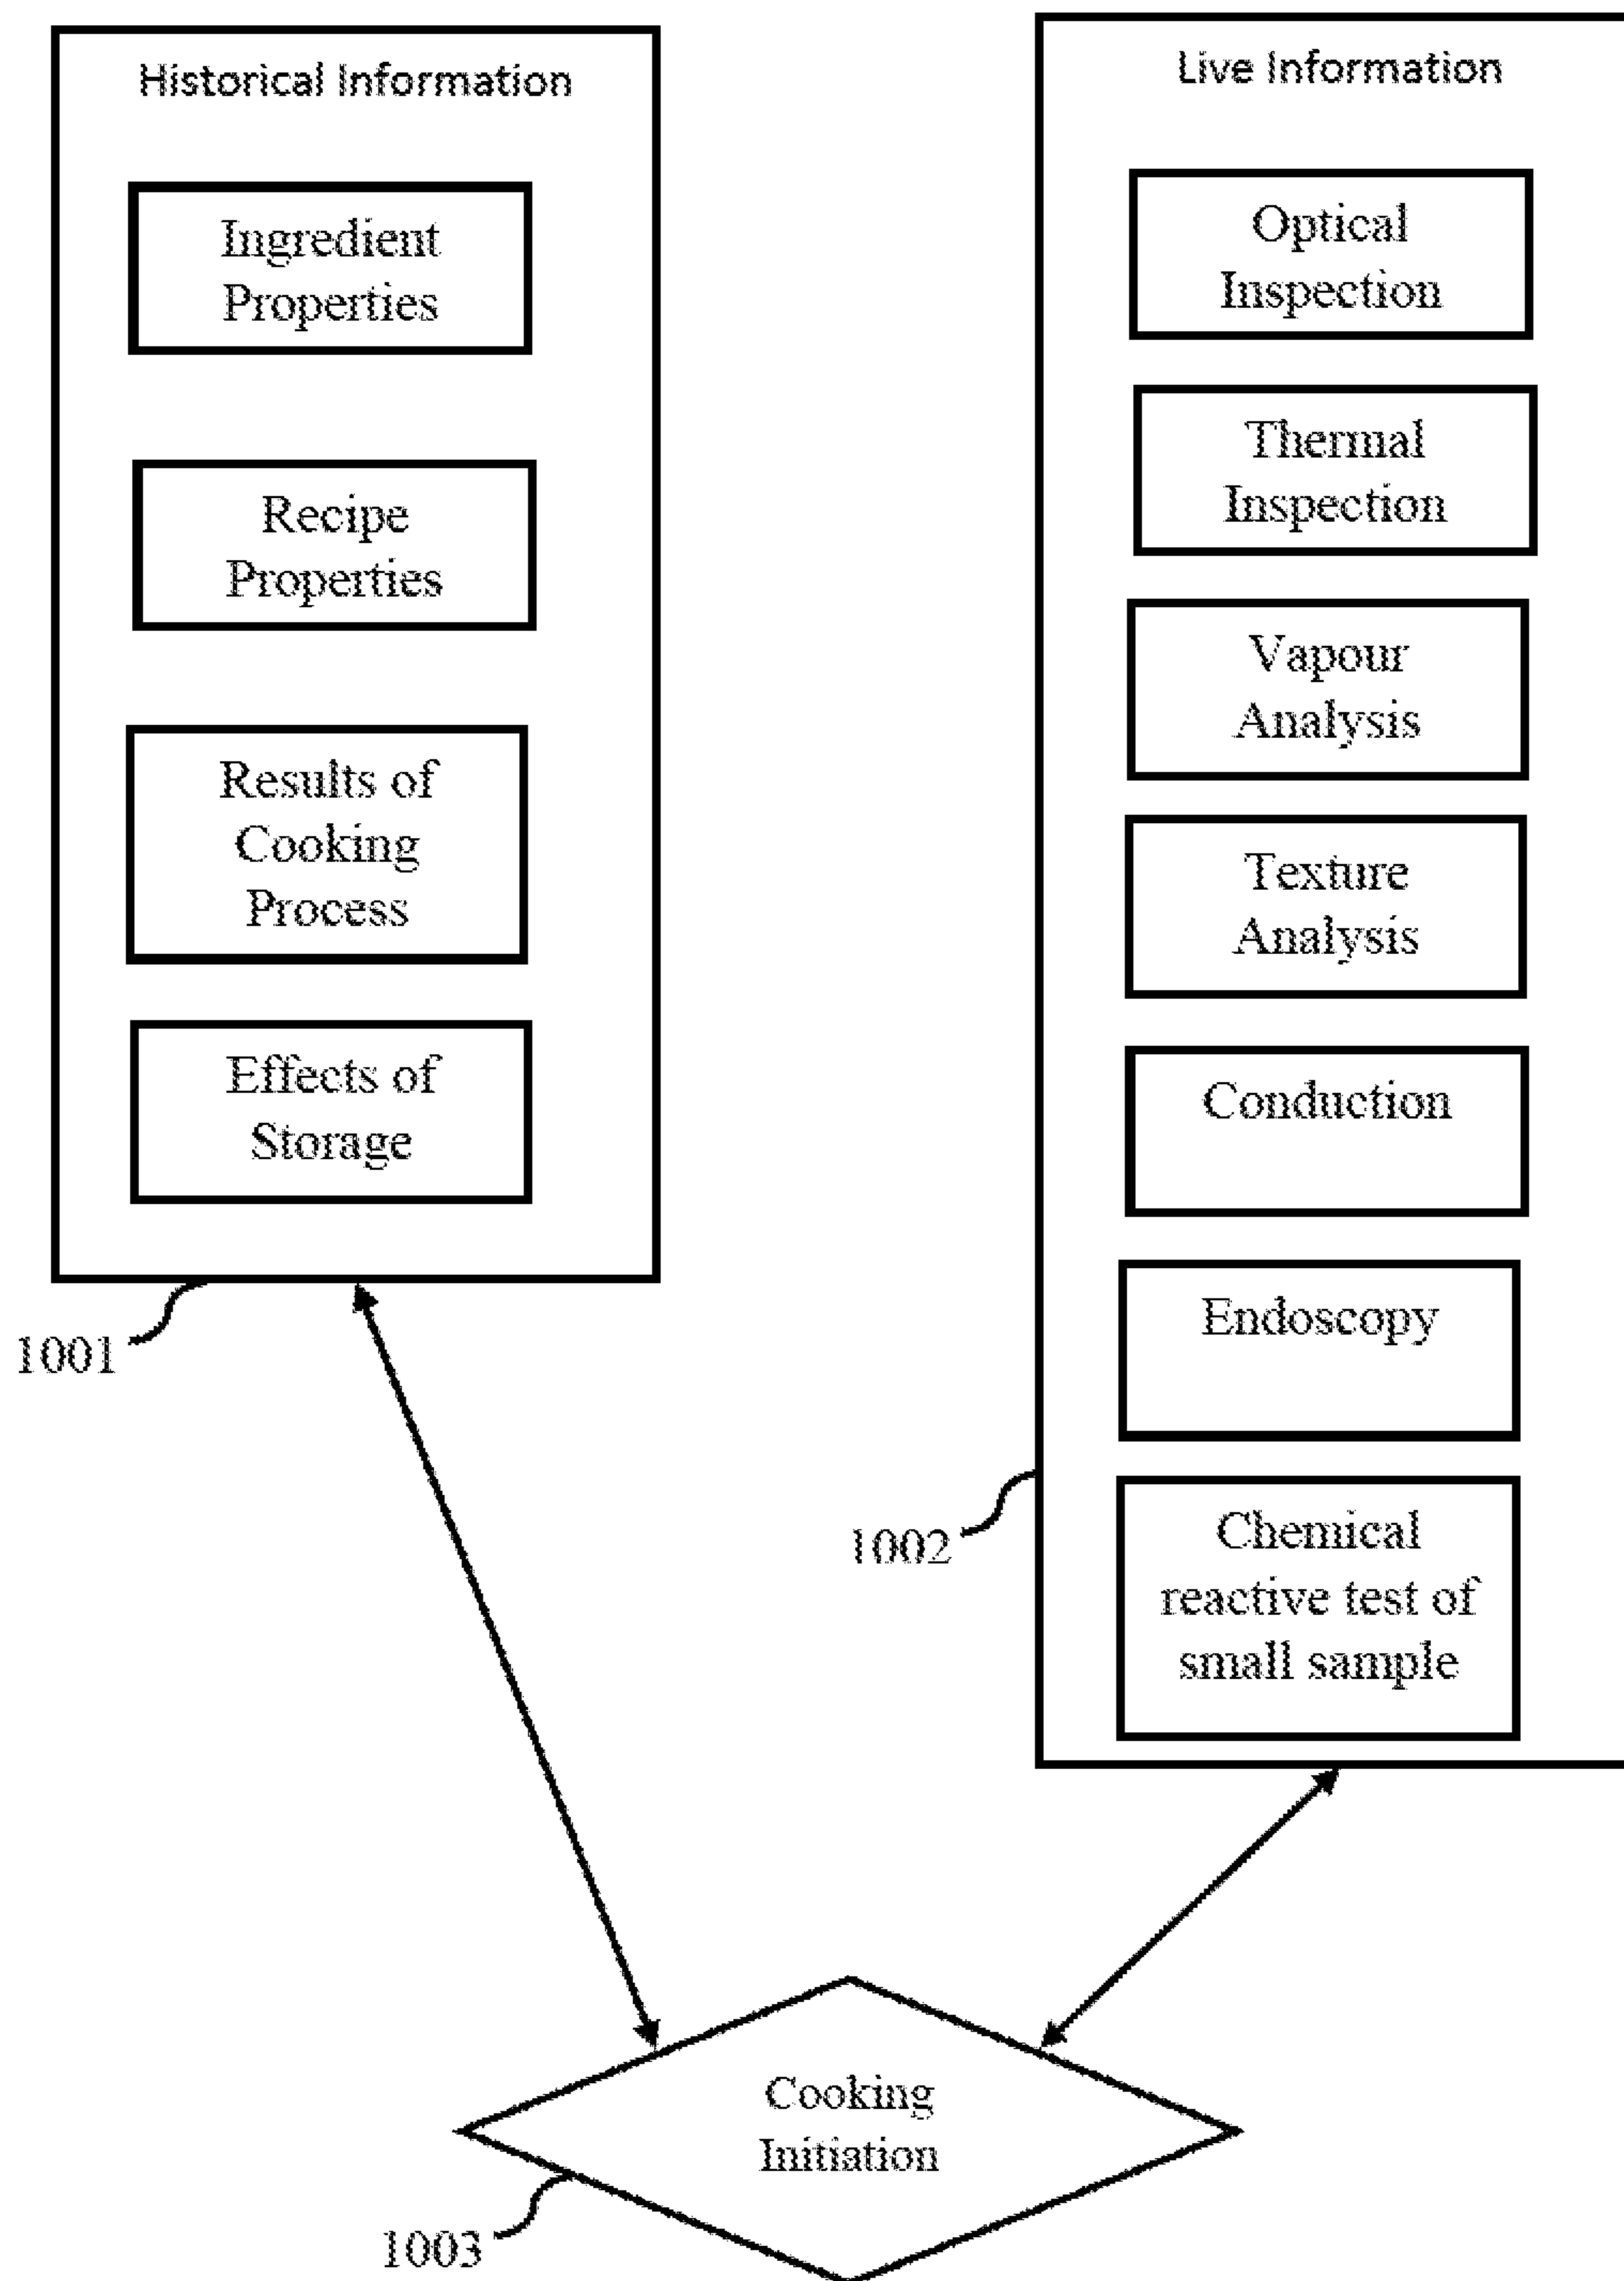 Historical Information
Ingredient
Properties
Recipe
Properties
Results of
Cooking
Process
Effects of
Storage
1001
Live Information
Optical
Inspection
Thermal
Inspection
Vapour
Analysis
Texture
Analysis
Conduction
Endoscopy
Chemical
reactive test of
small sample
1002
Cooking
Initiation
1003